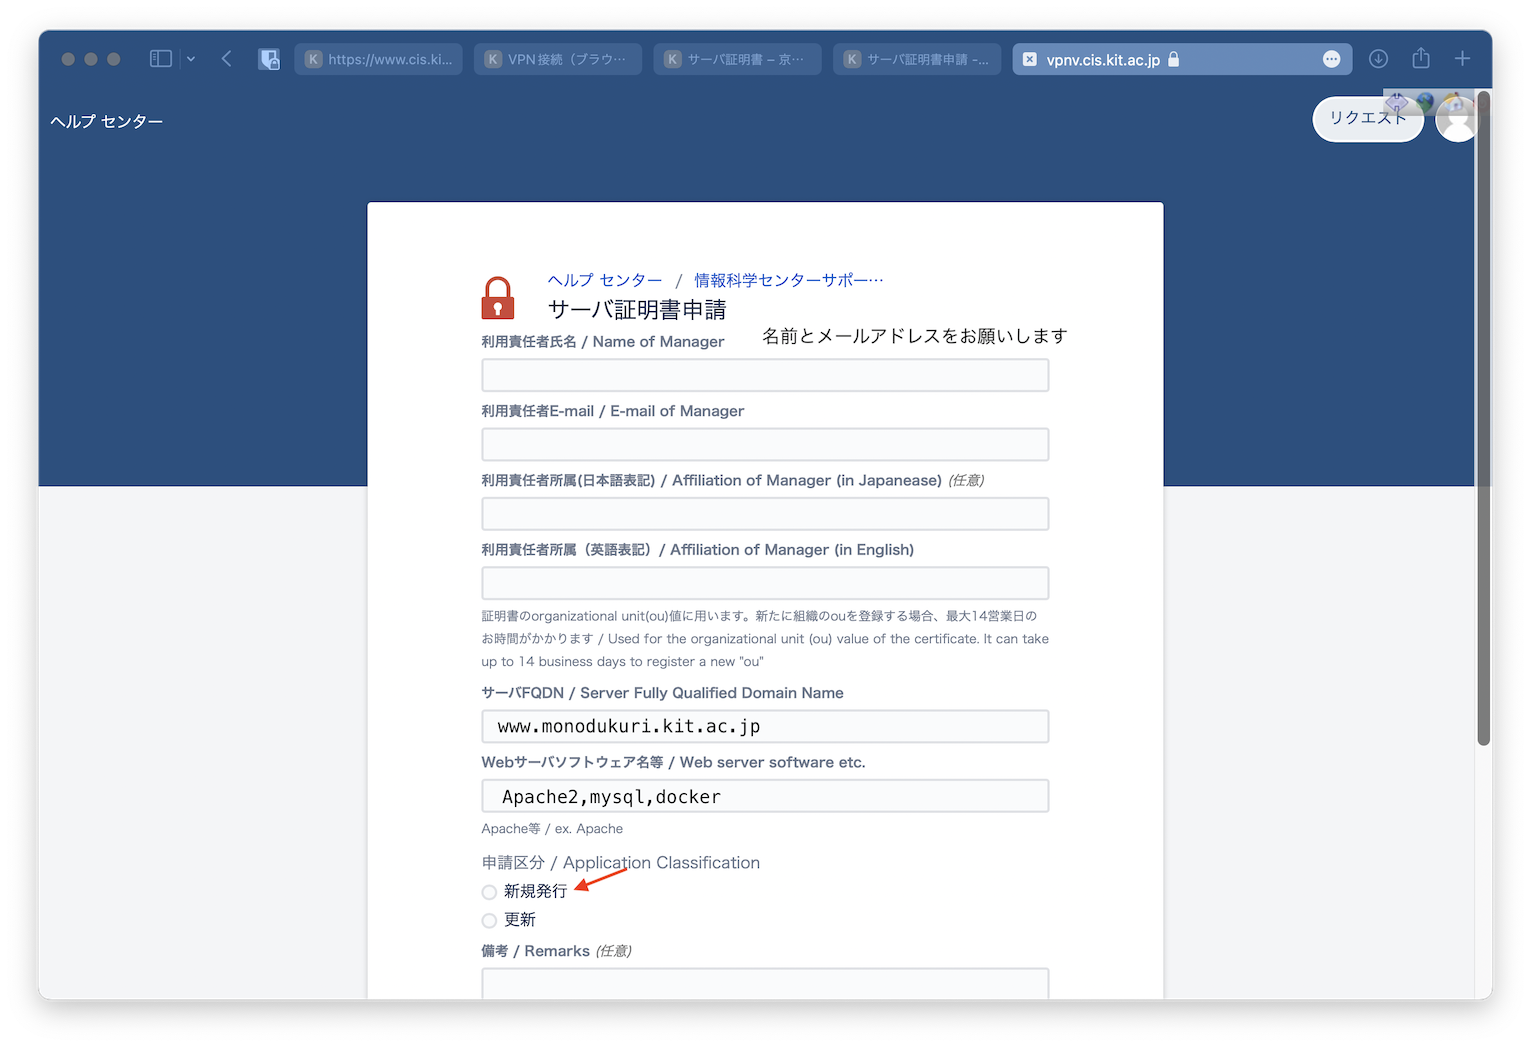 https://www.cis.ki...
VPN接続（ブラウ…
サーバ証明書 – 京…
サーバ証明書申請 -...
vpnv.cis.kit.ac.jp
ヘルプ センター
リクエスト
ヘルプ センター / 情報科学センターサポー…
サーバ証明書申請
名前とメールアドレスをお願いします
利用責任者氏名 / Name of Manager
利用責任者E-mail / E-mail of Manager
利用責任者所属(日本語表記) / Affiliation of Manager (in Japanease) (任意)
利用責任者所属（英語表記）/ Affiliation of Manager (in English)
証明書のorganizational unit(ou)値に用います。新たに組織のouを登録する場合、最大14営業日の
お時間がかかります / Used for the organizational unit (ou) value of the certificate. It can take
up to 14 business days to register a new "ou"
サーバFQDN / Server Fully Qualified Domain Name
www.monodukuri.kit.ac.jp
Webサーバソフトウェア名等 / Web server software etc.
Apache2,mysql,docker
Apache等 / ex. Apache
申請区分 / Application Classification
新規発行
更新
備考 / Remarks (任意)